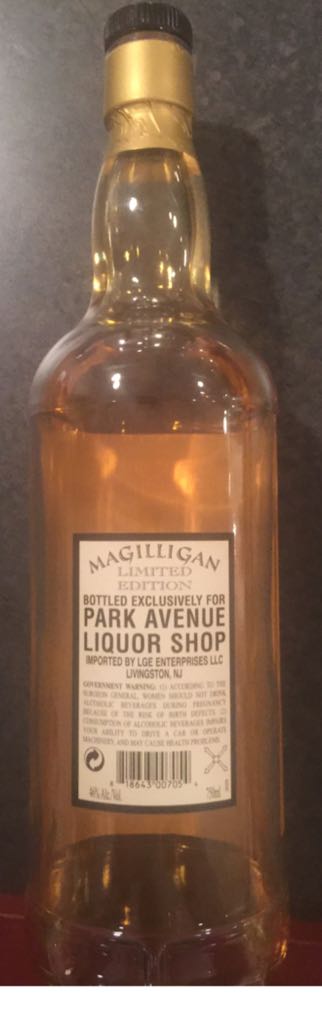 MAGILLIGAN
LIMITED
EDITION
BOTTLED EXCLUSIVELY FOR
PARK AVENUE
LIQUOR SHOP
IMPORTED BY LGE ENTERPRISES LLC
LIVINGSTON, NJ
GOVERNMENT WARNING: (1) ACCORDING TO THE
SURGEON GENERAL, WOMEN SHOULD NOT DRINK
ALCOHOLIC BEVERAGES DURING PREGNANCY
BECAUSE OF THE RISK OF BIRTH DEFECTS. (2)
CONSUMPTION OF ALCOHOLIC BEVERAGES IMPAIRS
YOUR ABILITY TO DRIVE A CAR OR OPERATE
MACHINERY, AND MAY CAUSE HEALTH PROBLEMS.
18643 00705
46% Alc./Vol. 750ml